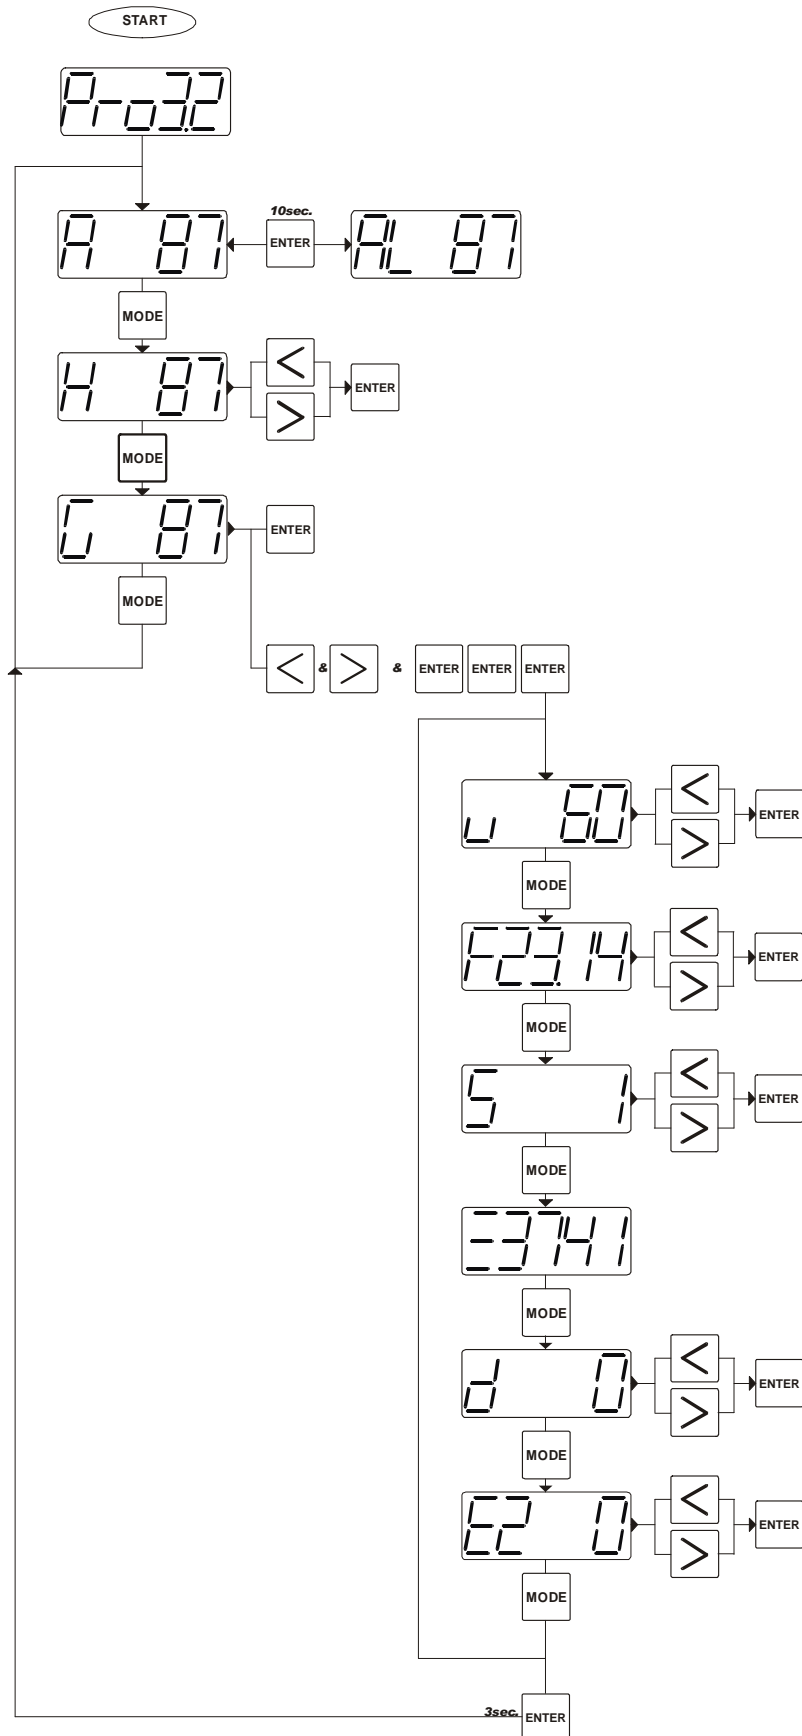 START
Pro3.2
A 87
10sec.
ENTER
AL 87
MODE
H 87
<
>
ENTER
MODE
G 87
ENTER
MODE
< & > & ENTER ENTER ENTER
u 60
<
>
ENTER
MODE
F23.14
<
>
ENTER
MODE
S 1
<
>
ENTER
MODE
3741
MODE
d 0
<
>
ENTER
MODE
E2 0
<
>
ENTER
MODE
3sec.
ENTER